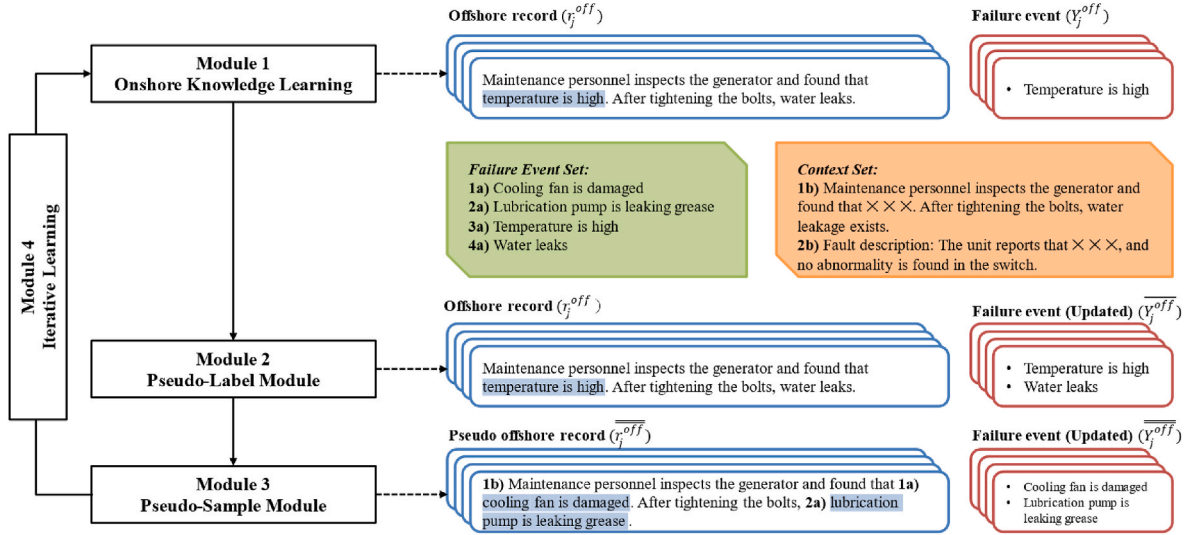 Module 1
Onshore Knowledge Learning
Module 4
Iterative Learning
Module 2
Pseudo-Label Module
Module 3
Pseudo-Sample Module
Offshore record (r_j^off)
Maintenance personnel inspects the generator and found that
temperature is high. After tightening the bolts, water leaks.
Failure event (Y_j^off)
• Temperature is high
Failure Event Set:
1a) Cooling fan is damaged
2a) Lubrication pump is leaking grease
3a) Temperature is high
4a) Water leaks
Context Set:
1b) Maintenance personnel inspects the generator and
found that ×××. After tightening the bolts, water
leakage exists.
2b) Fault description: The unit reports that ×××, and
no abnormality is found in the switch.
Offshore record (r_j^off)
Maintenance personnel inspects the generator and found that
temperature is high. After tightening the bolts, water leaks.
Failure event (Updated) (\overline{Y_j^off})
• Temperature is high
• Water leaks
Pseudo offshore record (\overline{\overline{r_j^off}})
1b) Maintenance personnel inspects the generator and found that 1a)
cooling fan is damaged. After tightening the bolts, 2a) lubrication
pump is leaking grease.
Failure event (Updated) (\overline{\overline{Y_j^off}})
• Cooling fan is damaged
• Lubrication pump is
leaking grease